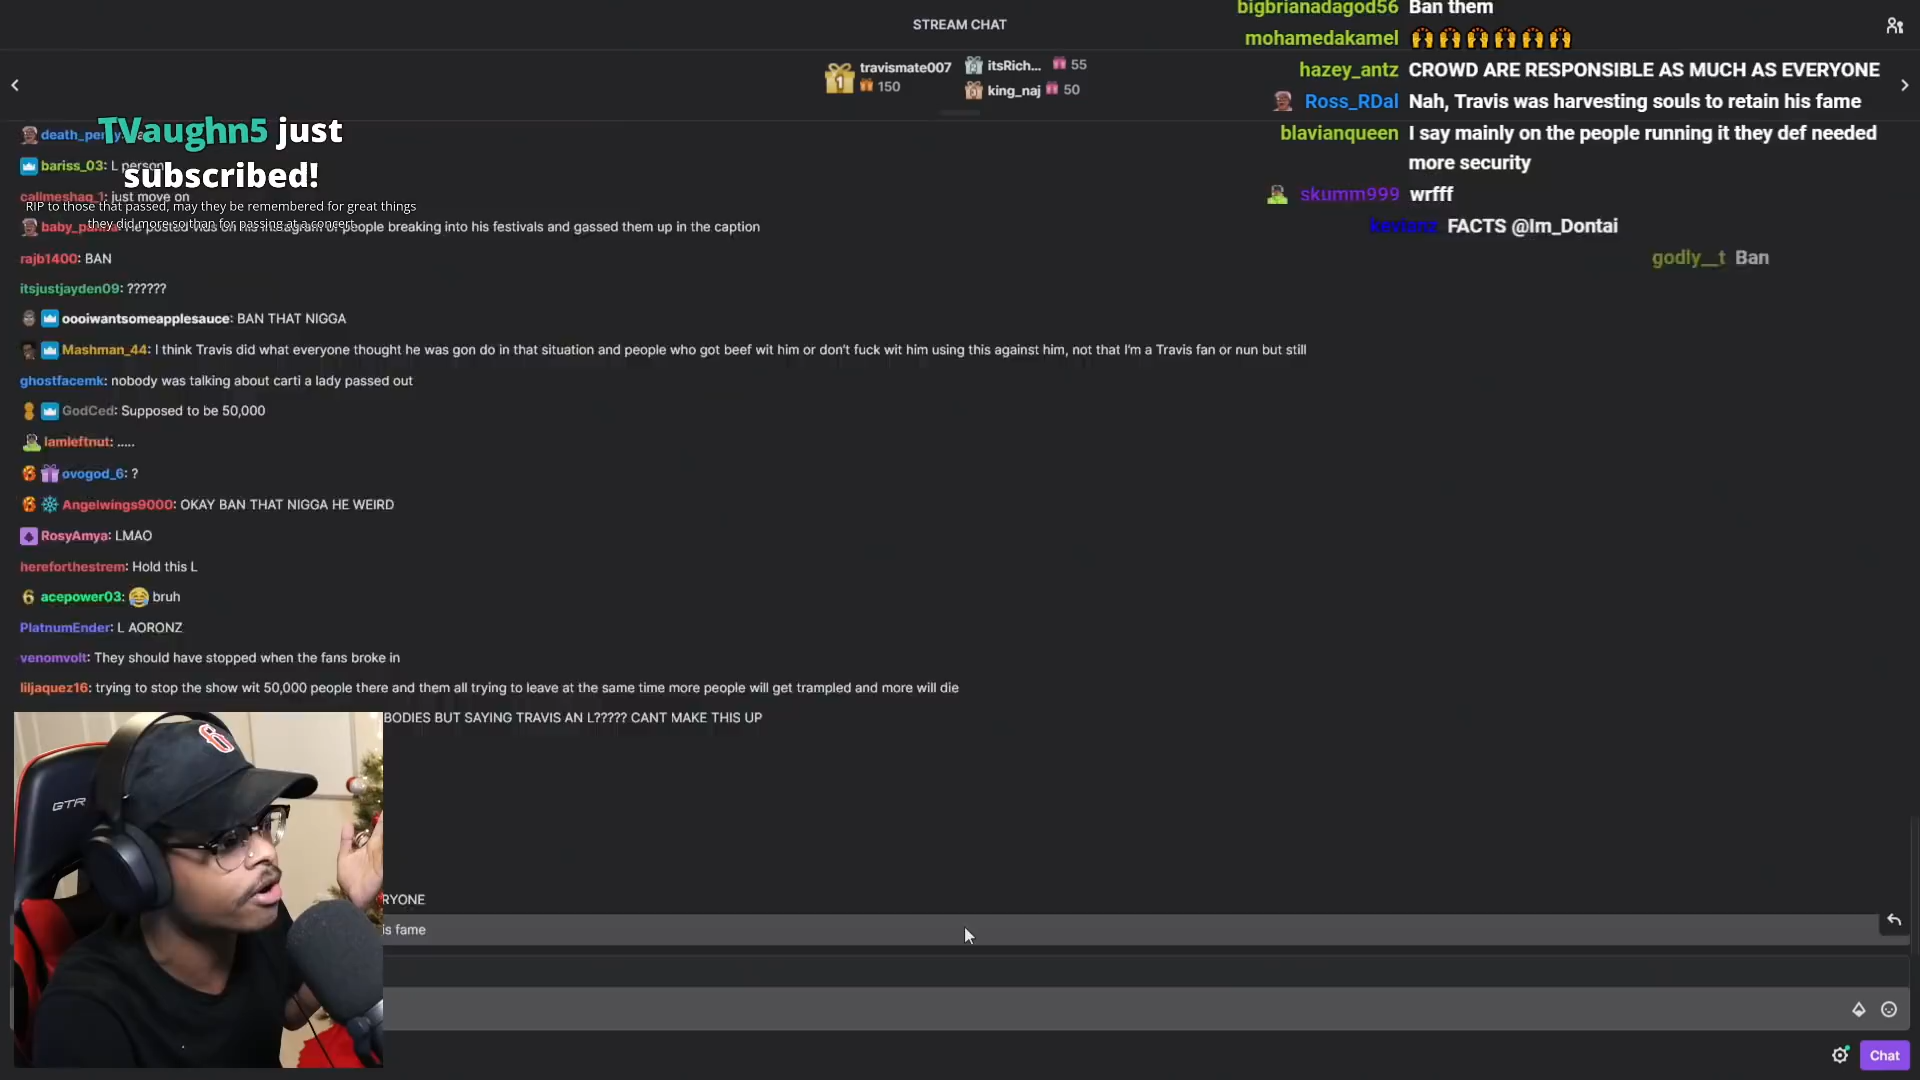 STREAM CHAT
travismate007
150
itsRich... 55
king_naj 50
TVaughn5 just
subscribed!
RIP to those that passed, may they be remembered for great things
they did more so than for passing at a concert
bariss_03: L person
callmeshaq_1: just move on
on his instagram of people breaking into his festivals and gassed them up in the caption
rajb1400: BAN
itsjustjayden09: ??????
oooiwantsomeapplesauce: BAN THAT NIGGA
Mashman_44: I think Travis did what everyone thought he was gon do in that situation and people who got beef wit him or don't fuck wit him using this against him, not that I'm a Travis fan or nun but still
ghostfacemk: nobody was talking about carti a lady passed out
GodCed: Supposed to be 50,000
Iamleftnut: .....
ovogod_6: ?
Angelwings9000: OKAY BAN THAT NIGGA HE WEIRD
RosyAmya: LMAO
hereforthestrem: Hold this L
6 acepower03: bruh
PlatnumEnder: L AORONZ
venomvolt: They should have stopped when the fans broke in
liljaquez16: trying to stop the show wit 50,000 people there and them all trying to leave at the same time more people will get trampled and more will die
BODIES BUT SAYING TRAVIS AN L????? CANT MAKE THIS UP
RYONE
is fame
GTR
Chat
bigbrianadagod56 Ban them
mohamedakamel
hazey_antz CROWD ARE RESPONSIBLE AS MUCH AS EVERYONE
Ross_RDal Nah, Travis was harvesting souls to retain his fame
blavianqueen I say mainly on the people running it they def needed
more security
skumm999 wrfff
FACTS @Im_Dontai
godly__t Ban